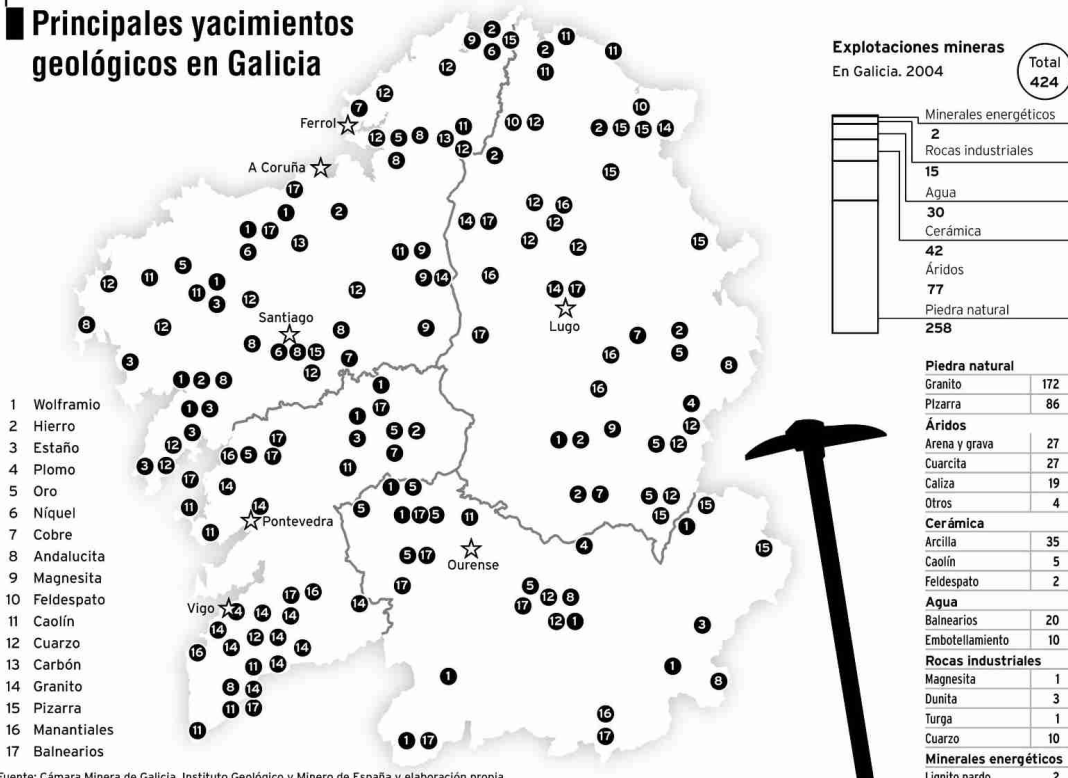 Principales yacimientos
geológicos en Galicia
Ferrol
A Coruña
Santiago
Lugo
Pontevedra
Ourense
Vigo
1 Wolframio
2 Hierro
3 Estaño
4 Plomo
5 Oro
6 Níquel
7 Cobre
8 Andalucita
9 Magnesita
10 Feldespato
11 Caolín
12 Cuarzo
13 Carbón
14 Granito
15 Pizarra
16 Manantiales
17 Balnearios
Fuente: Cámara Minera de Galicia, Instituto Geológico y Minero de España y elaboración propia
Explotaciones mineras
En Galicia. 2004
Total
424
Minerales energéticos
2
Rocas industriales
15
Agua
30
Cerámica
42
Áridos
77
Piedra natural
258
Piedra natural
Granito 172
PIzarra 86
Áridos
Arena y grava 27
Cuarcita 27
Caliza 19
Otros 4
Cerámica
Arcilla 35
Caolín 5
Feldespato 2
Agua
Balnearios 20
Embotellamiento 10
Rocas industriales
Magnesita 1
Dunita 3
Turga 1
Cuarzo 10
Minerales energéticos
Lignito pardo 2